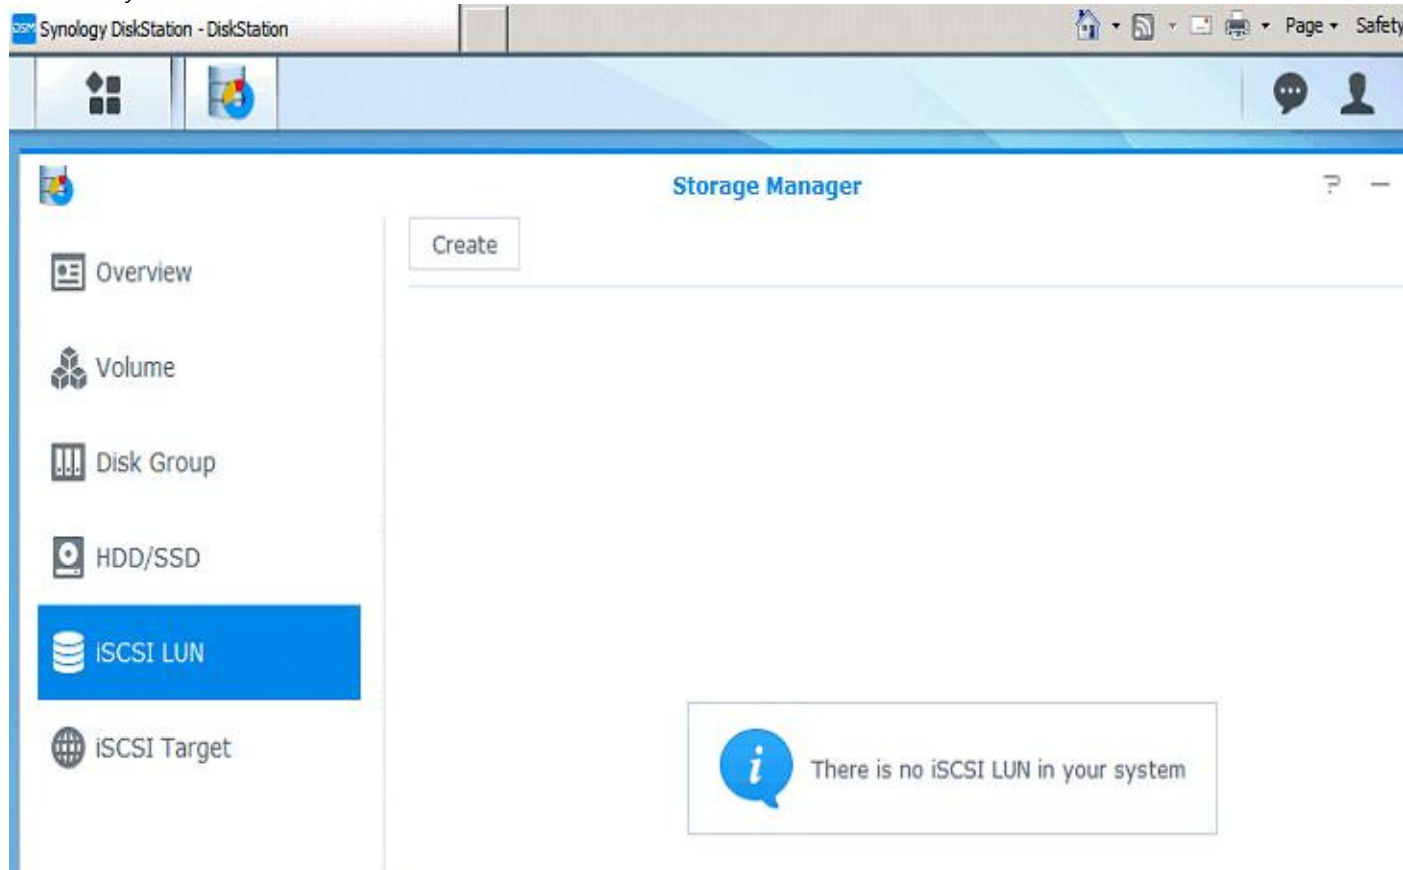 DSM Synology DiskStation - DiskStation
Page
Safety
Storage Manager
?
Create
Overview
Volume
Disk Group
HDD/SSD
iSCSI LUN
iSCSI Target
i There is no iSCSI LUN in your system